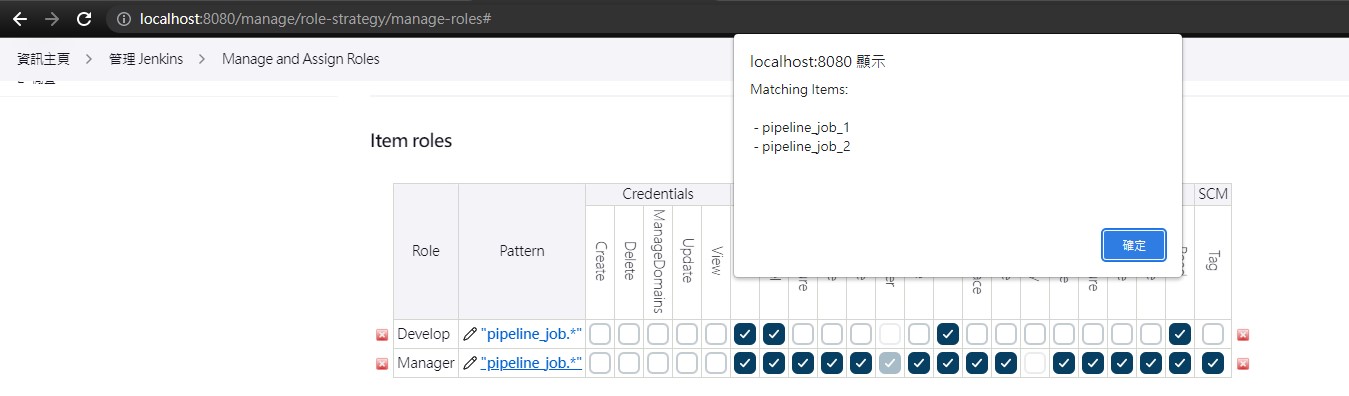 localhost:8080/manage/role-strategy/manage-roles#
資訊主頁 > 管理 Jenkins > Manage and Assign Roles
localhost:8080 顯示
Matching Items:
- pipeline_job_1
- pipeline_job_2
確定
Item roles
Role
Pattern
Credentials
SCM
Create
Delete
ManageDomains
Update
View
Tag
Develop "pipeline_job.*"
Manager "pipeline_job.*"